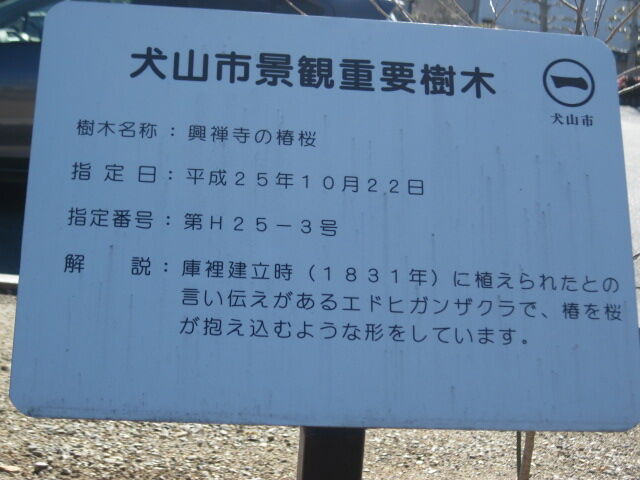 犬山市景観重要樹木
犬山市
樹木名称：興禅寺の椿桜
指定日：平成２５年１０月２２日
指定番号：第Ｈ２５－３号
解　説：庫裡建立時（１８３１年）に植えられたとの
言い伝えがあるエドヒガンザクラで、椿を桜
が抱え込むような形をしています。